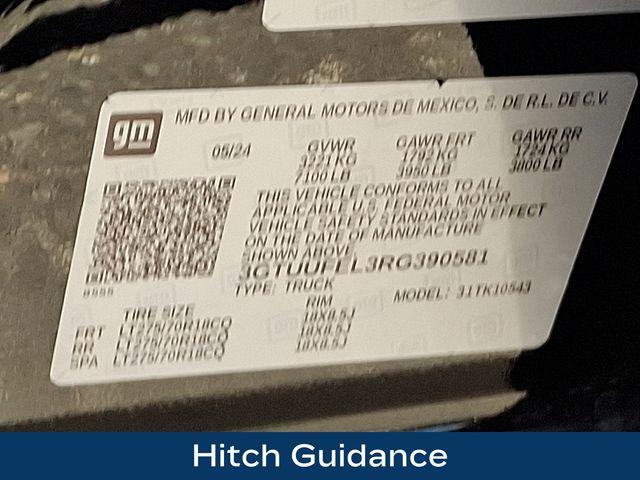 gm
MFD BY GENERAL MOTORS DE MEXICO, S. DE R.L. DE C.V.
05/24 GVWR GAWR FRT GAWR RR
3221 KG 1792 KG 1724 KG
7100 LB 3950 LB 3800 LB
THIS VEHICLE CONFORMS TO ALL
APPLICABLE U.S. FEDERAL MOTOR
VEHICLE SAFETY STANDARDS IN EFFECT
ON THE DATE OF MANUFACTURE
SHOWN ABOVE
3GTUUFEL3RG390581
TYPE: TRUCK MODEL: 31TK10543
TIRE SIZE RIM
FRT LT275/70R18CQ 18X8.5J
RR LT275/70R18CQ 18X8.5J
SPA LT275/70R18CQ 18X8.5J
Hitch Guidance